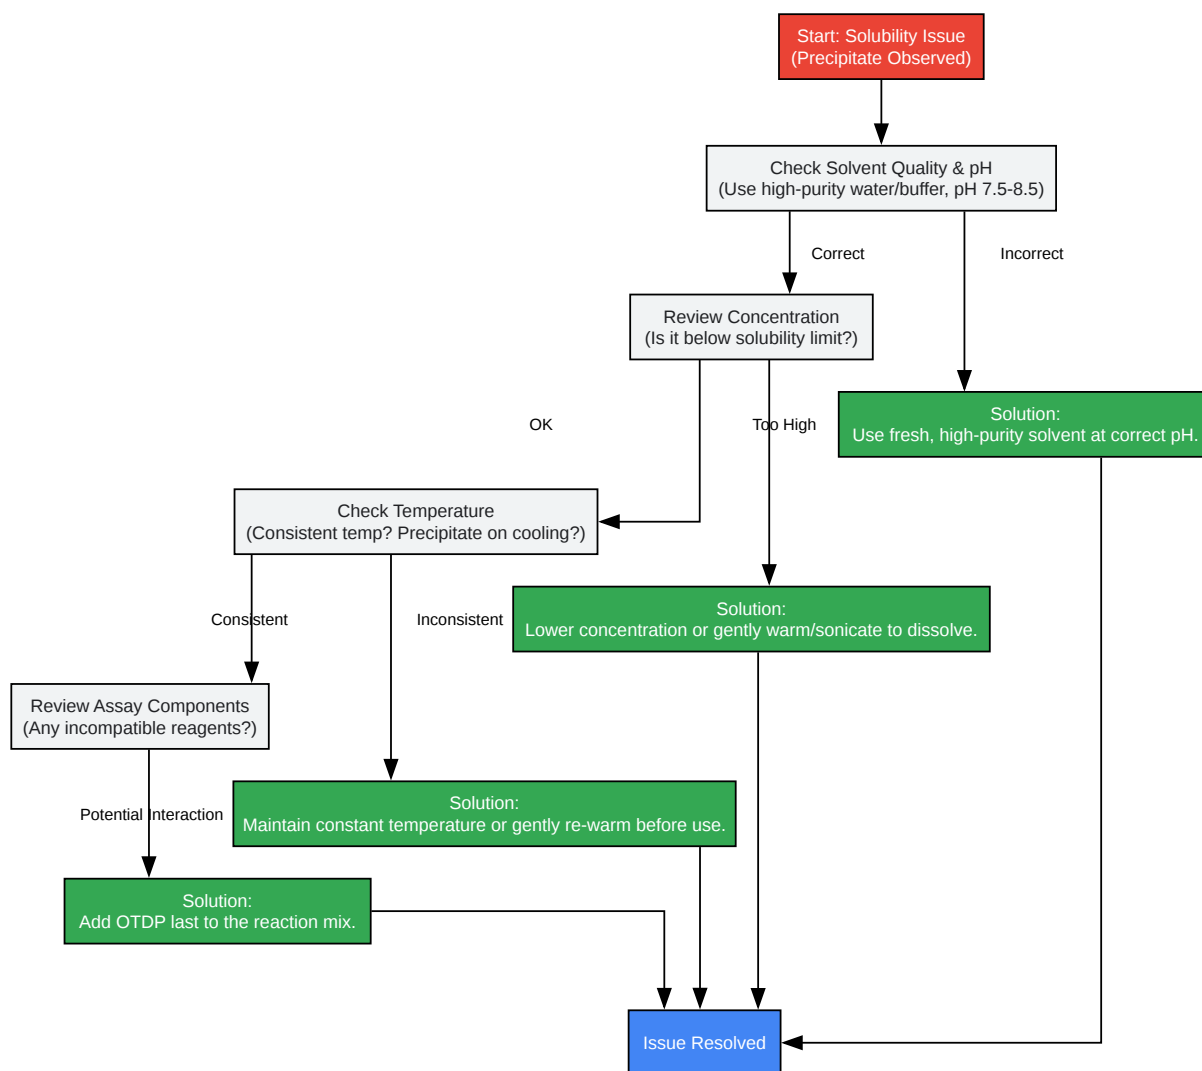 Start: Solubility Issue
(Precipitate Observed)
Check Solvent Quality & pH
(Use high-purity water/buffer, pH 7.5-8.5)
Correct
Incorrect
Review Concentration
(Is it below solubility limit?)
OK
Too High
Solution:
Use fresh, high-purity solvent at correct pH.
Check Temperature
(Consistent temp? Precipitate on cooling?)
Consistent
Inconsistent
Solution:
Lower concentration or gently warm/sonicate to dissolve.
Review Assay Components
(Any incompatible reagents?)
Potential Interaction
Solution:
Maintain constant temperature or gently re-warm before use.
Solution:
Add OTDP last to the reaction mix.
Issue Resolved